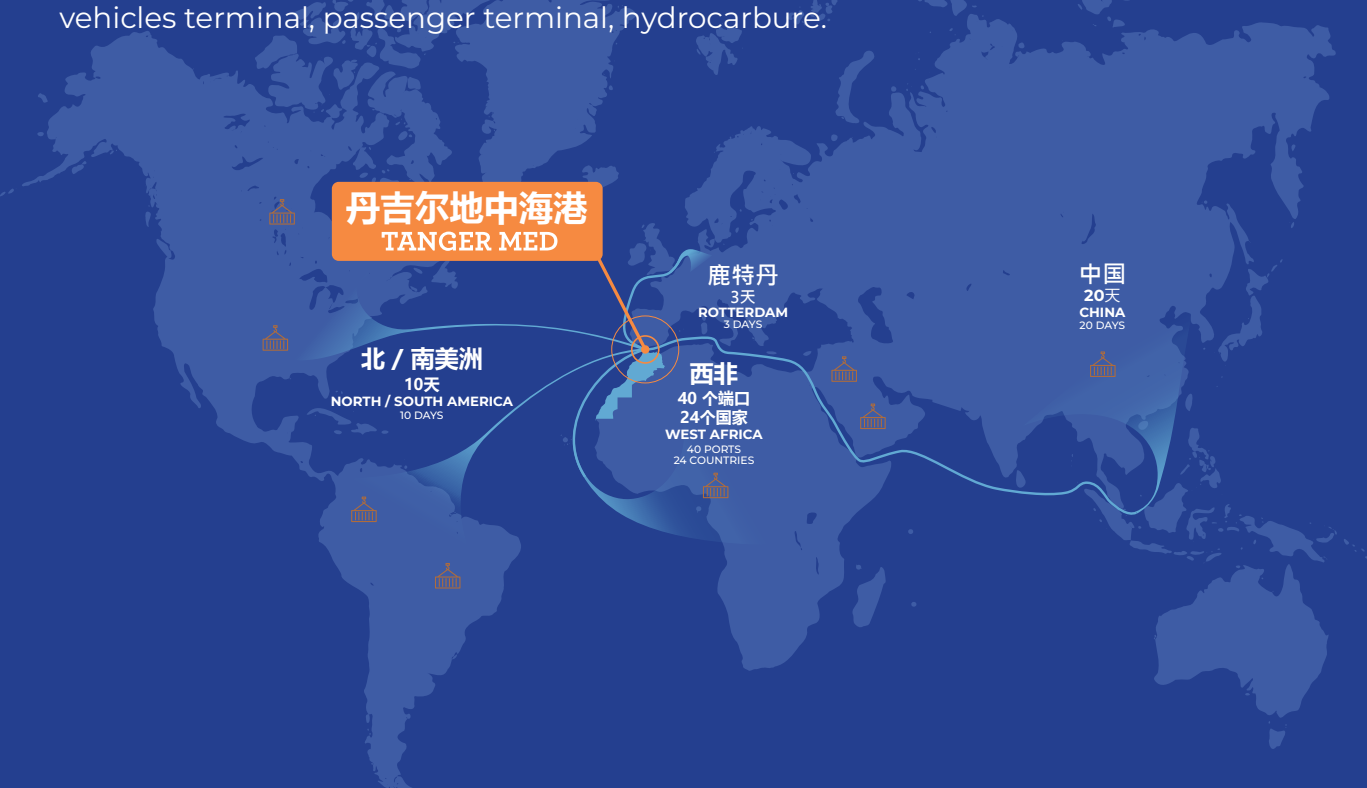 vehicles terminal, passenger terminal, hydrocarbure.
丹吉尔地中海港
TANGER MED
鹿特丹
3天
ROTTERDAM
3 DAYS
中国
20天
CHINA
20 DAYS
北 / 南美洲
10天
NORTH / SOUTH AMERICA
10 DAYS
西非
40 个端口
24个国家
WEST AFRICA
40 PORTS
24 COUNTRIES